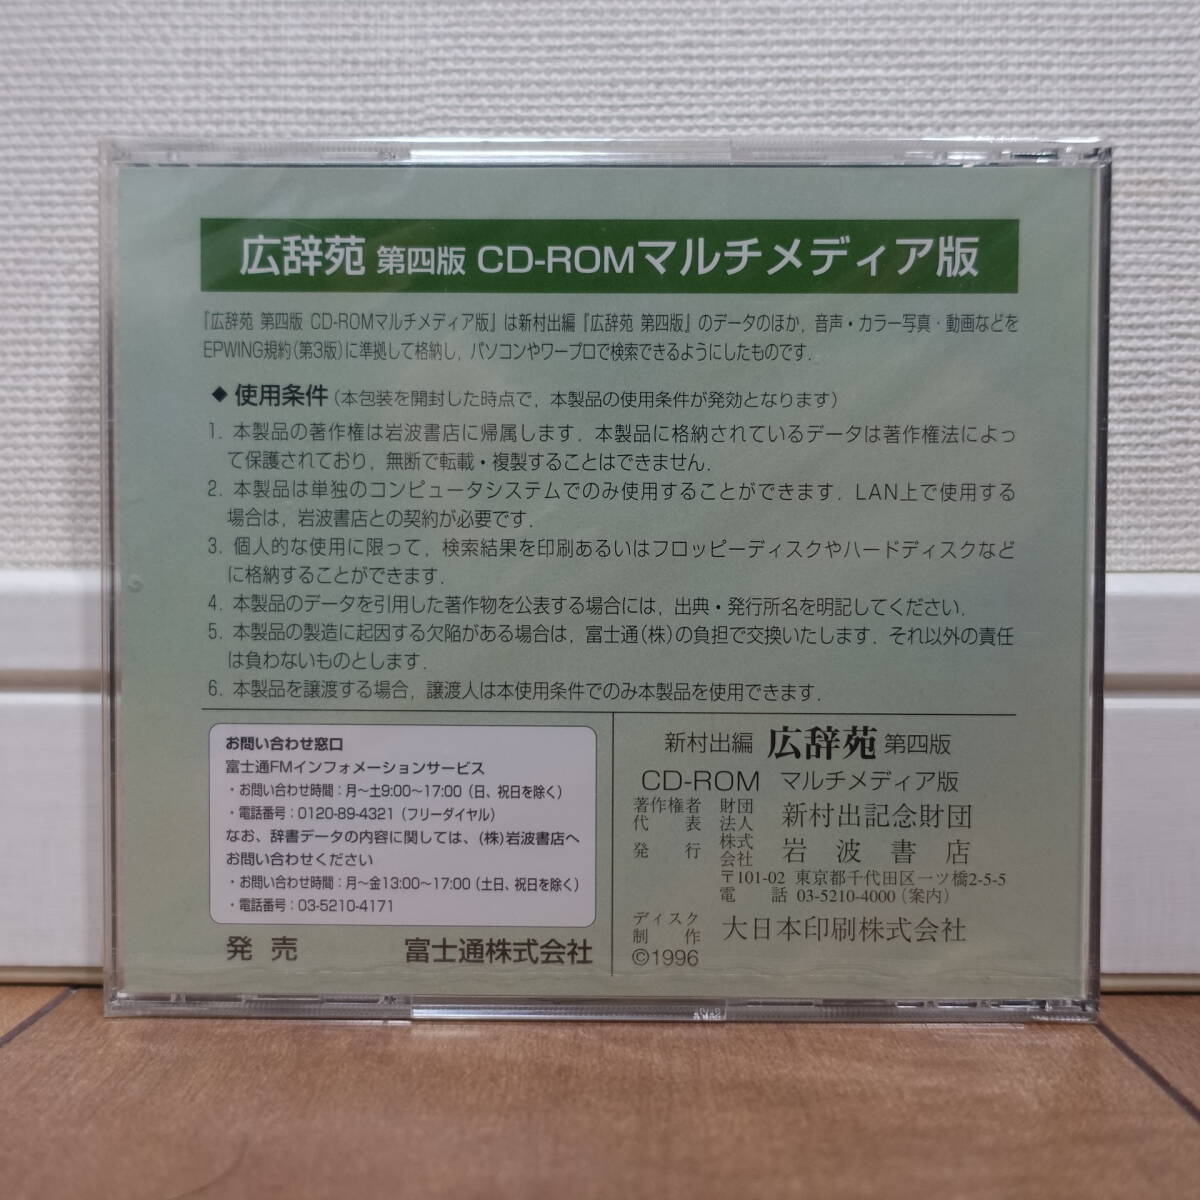 広辞苑 第四版 CD-ROMマルチメディア版
『広辞苑 第四版 CD-ROMマルチメディア版』は新村出編『広辞苑 第四版』のデータのほか，音声・カラー写真・動画などを
EPWING規約(第3版)に準拠して格納し，パソコンやワープロで検索できるようにしたものです．
◆ 使用条件（本包装を開封した時点で，本製品の使用条件が発効となります）
1. 本製品の著作権は岩波書店に帰属します．本製品に格納されているデータは著作権法によっ
て保護されており，無断で転載・複製することはできません．
2. 本製品は単独のコンピュータシステムでのみ使用することができます．LAN上で使用する
場合は，岩波書店との契約が必要です．
3. 個人的な使用に限って，検索結果を印刷あるいはフロッピーディスクやハードディスクなど
に格納することができます．
4. 本製品のデータを引用した著作物を公表する場合には，出典・発行所名を明記してください．
5. 本製品の製造に起因する欠陥がある場合は，富士通(株)の負担で交換いたします．それ以外の責任
は負わないものとします．
6. 本製品を譲渡する場合，譲渡人は本使用条件でのみ本製品を使用できます．
お問い合わせ窓口
富士通FMインフォメーションサービス
・お問い合わせ時間：月〜土9:00〜17:00（日、祝日を除く）
・電話番号：0120-89-4321（フリーダイヤル）
なお、辞書データの内容に関しては、(株)岩波書店へ
お問い合わせください
・お問い合わせ時間：月〜金13:00〜17:00（土日、祝日を除く）
・電話番号：03-5210-4171
発 売 富士通株式会社
新村出編 広辞苑 第四版
CD-ROM マルチメディア版
著作権者代表 財団法人 新村出記念財団
発行 株式会社 岩波書店
〒101-02 東京都千代田区一ツ橋2-5-5
電 話 03-5210-4000（案内）
ディスク制作 大日本印刷株式会社
©1996